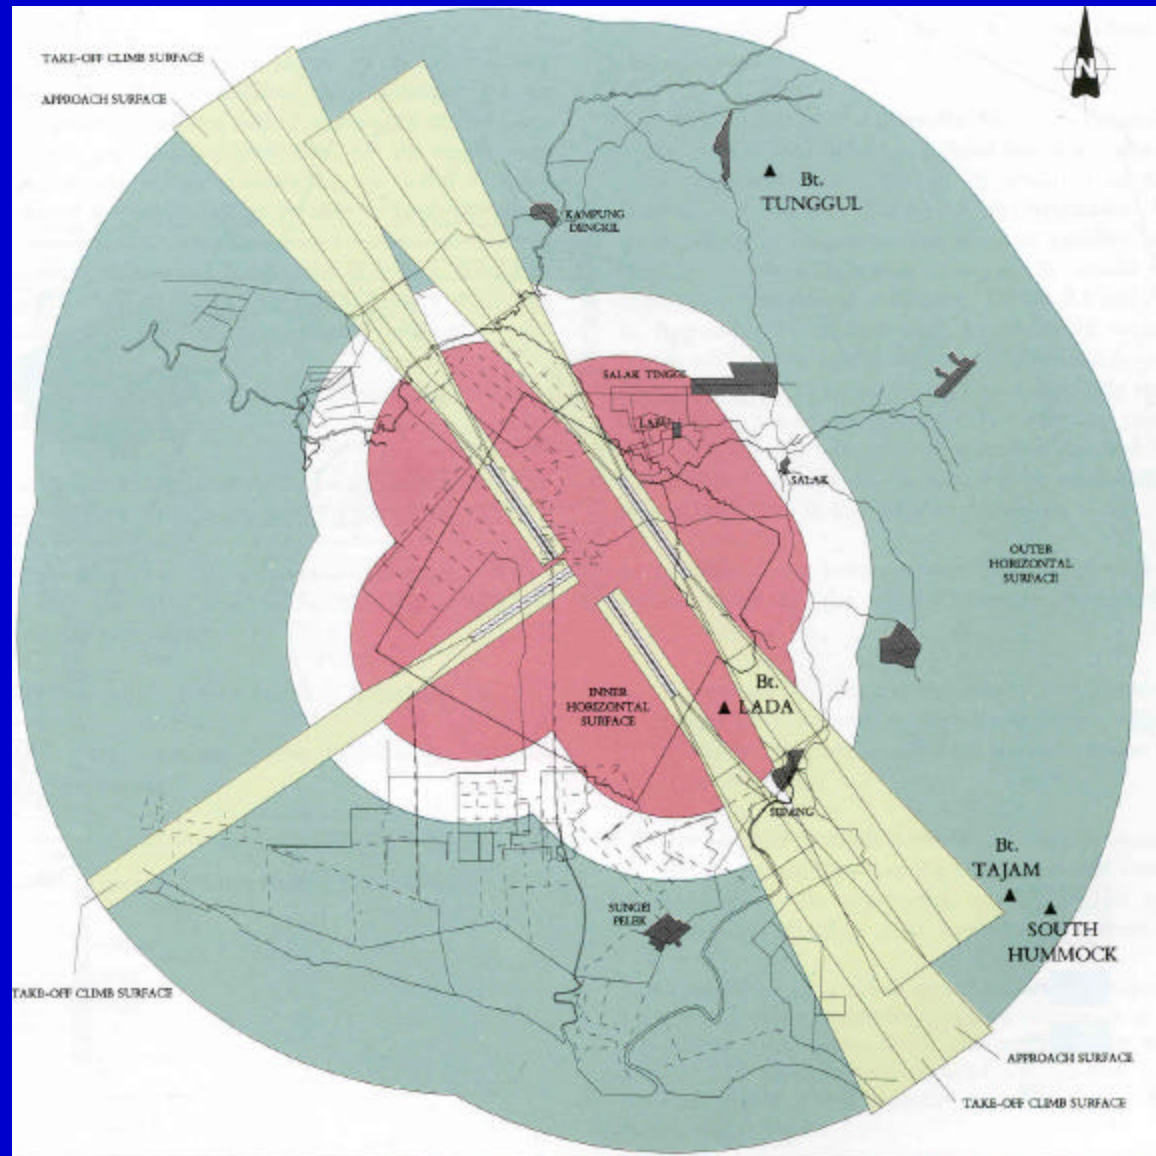 TAKE-OFF CLIMB SURFACE
APPROACH SURFACE
N
Bt.
TUNGGUL
KAMPUNG
DENGKIL
SALAK TINGGI
LABU
SALAK
OUTER
HORIZONTAL
SURFACE
INNER
HORIZONTAL
SURFACE
Bt.
LADA
SEPANG
Bt.
TAJAM
SOUTH
HUMMOCK
SUNGEI
PELEK
TAKE-OFF CLIMB SURFACE
APPROACH SURFACE
TAKE-OFF CLIMB SURFACE